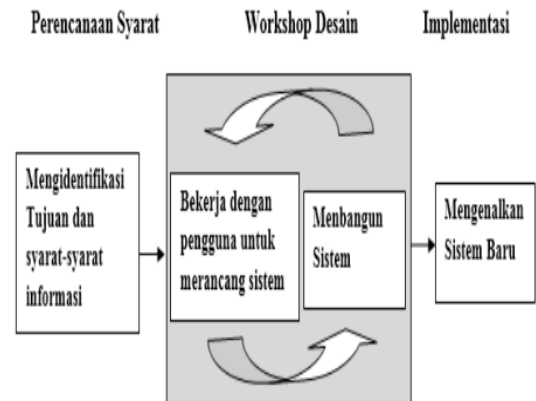 Perencanaan Syarat
Workshop Desain
Implementasi
Mengidentifikasi
Tujuan dan
syarat-syarat
informasi
Bekerja dengan
pengguna untuk
merancang sistem
Menbangun
Sistem
Mengenalkan
Sistem Baru